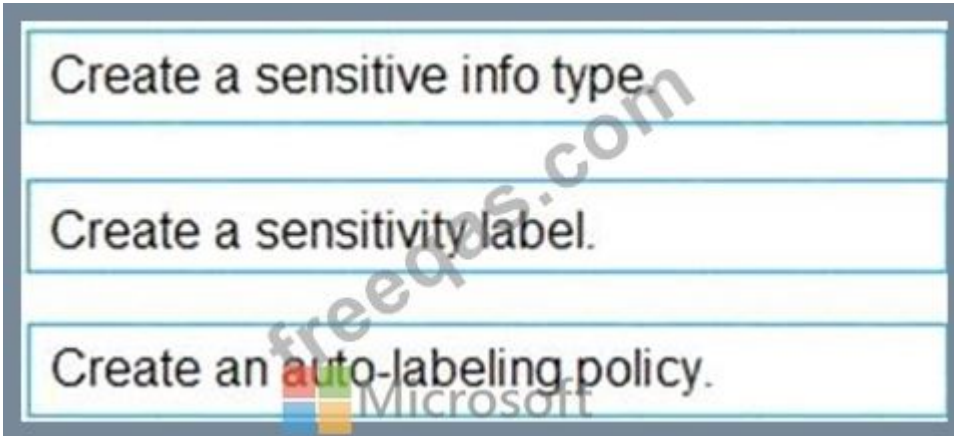 Create a sensitive info type.
Create a sensitivity label.
Create an auto-labeling policy.
freeqas.com
Microsoft